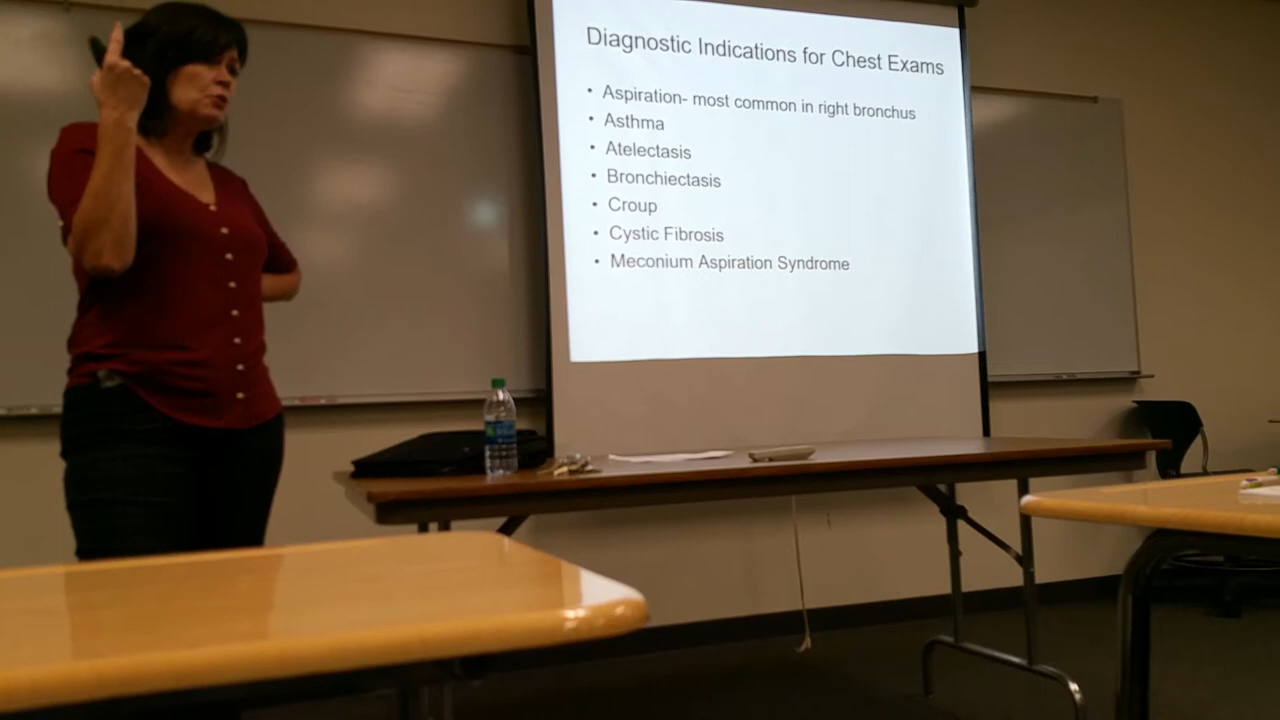 Diagnostic Indications for Chest Exams
• Aspiration- most common in right bronchus
• Asthma
• Atelectasis
• Bronchiectasis
• Croup
• Cystic Fibrosis
• Meconium Aspiration Syndrome